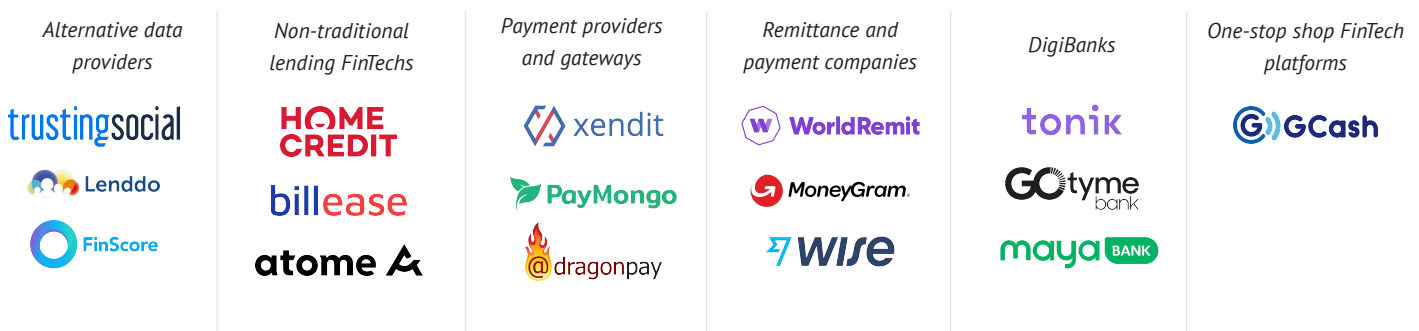 Alternative data
providers
trustingsocial
Lenddo
FinScore
Non-traditional
lending FinTechs
HOME
CREDIT
billease
atome
Payment providers
and gateways
xendit
PayMongo
@dragonpay
Remittance and
payment companies
W WorldRemit
MoneyGram.
WISE
DigiBanks
tonik
GOtyme
bank
maya BANK
One-stop shop FinTech
platforms
G GCash